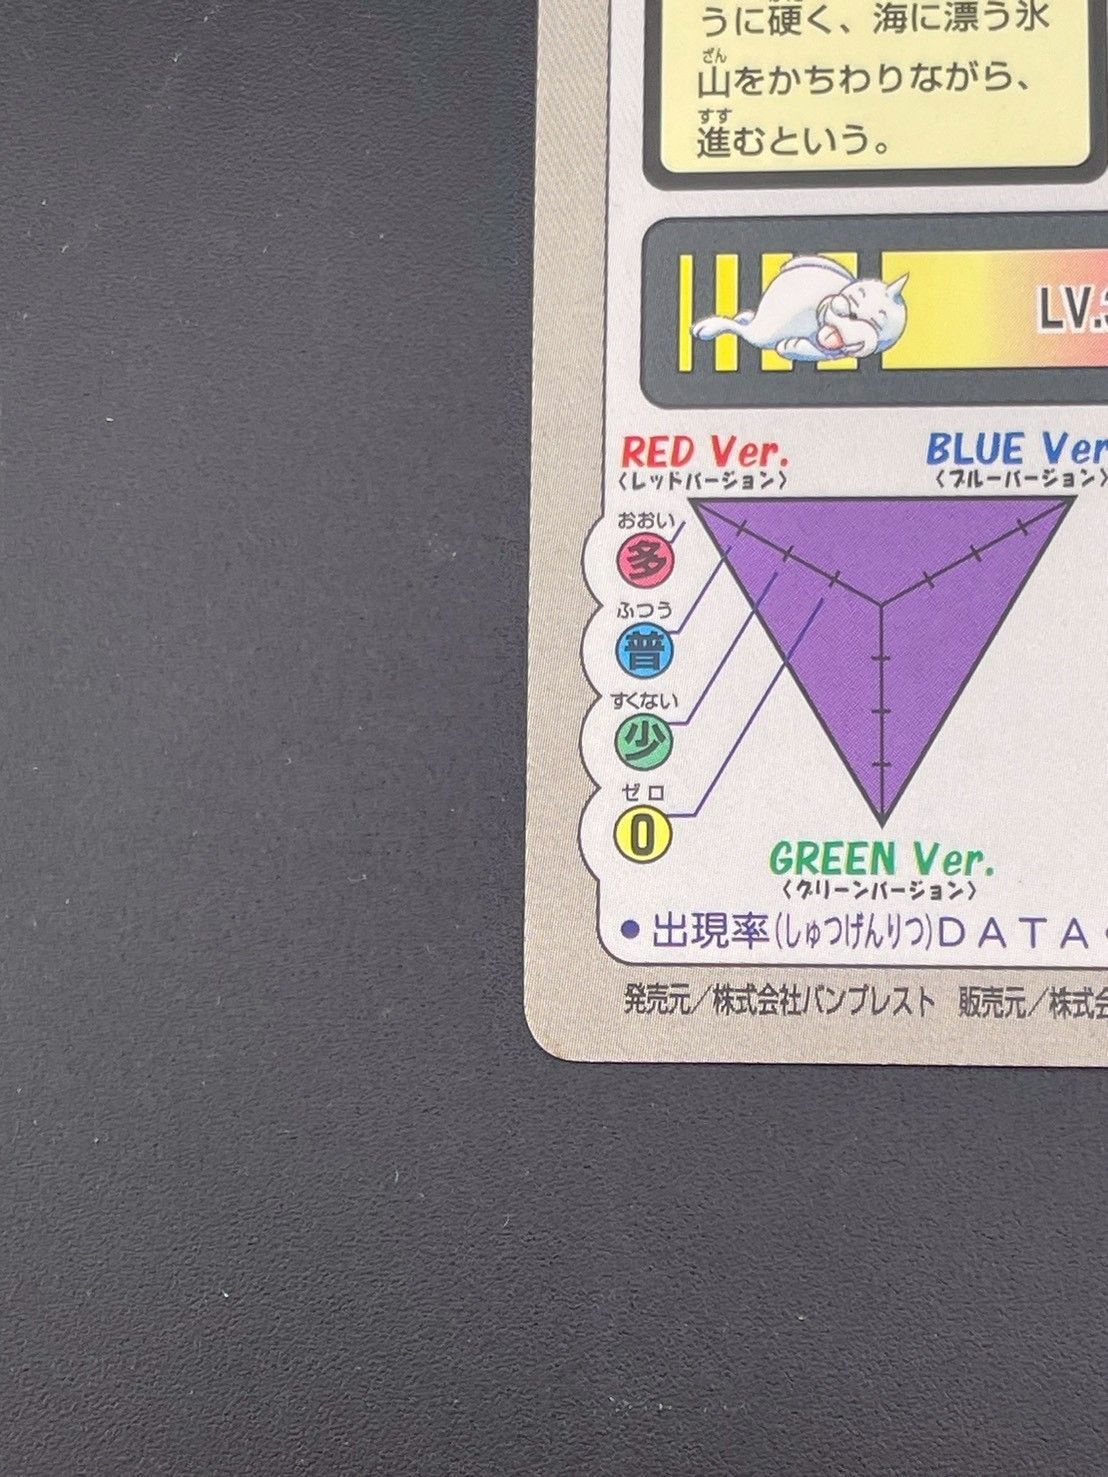 うに硬く、海に漂う氷
山をかちわりながら、
進むという。
LV.3
RED Ver.
〈レッドバージョン〉
BLUE Ver
〈ブルーバージョン〉
おおい
多
ふつう
普
すくない
少
ゼロ
0
GREEN Ver.
〈グリーンバージョン〉
●出現率(しゅつげんりつ)DATA
発売元／株式会社バンプレスト 販売元／株式会